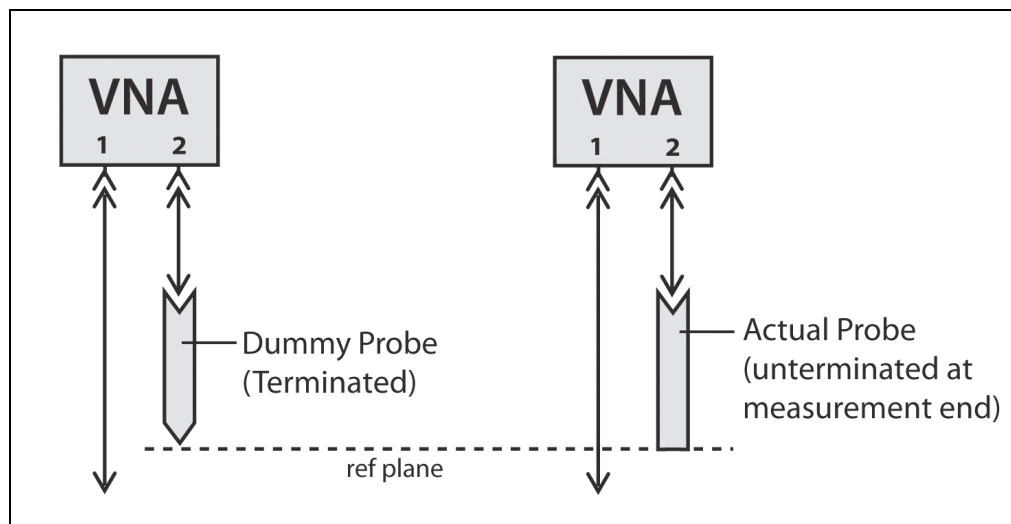 VNA
1 2
Dummy Probe
(Terminated)
ref plane
VNA
1 2
Actual Probe
(unterminated at
measurement end)